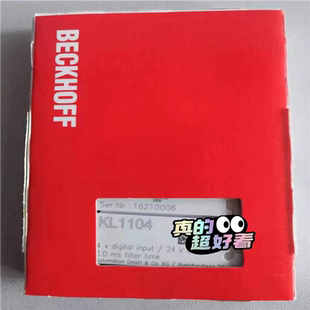 BECKHOFF
Ser.Nr.: 16210006
KL1104
4 x digital input / 24 V
3.0 ms filter time
真的
超好看